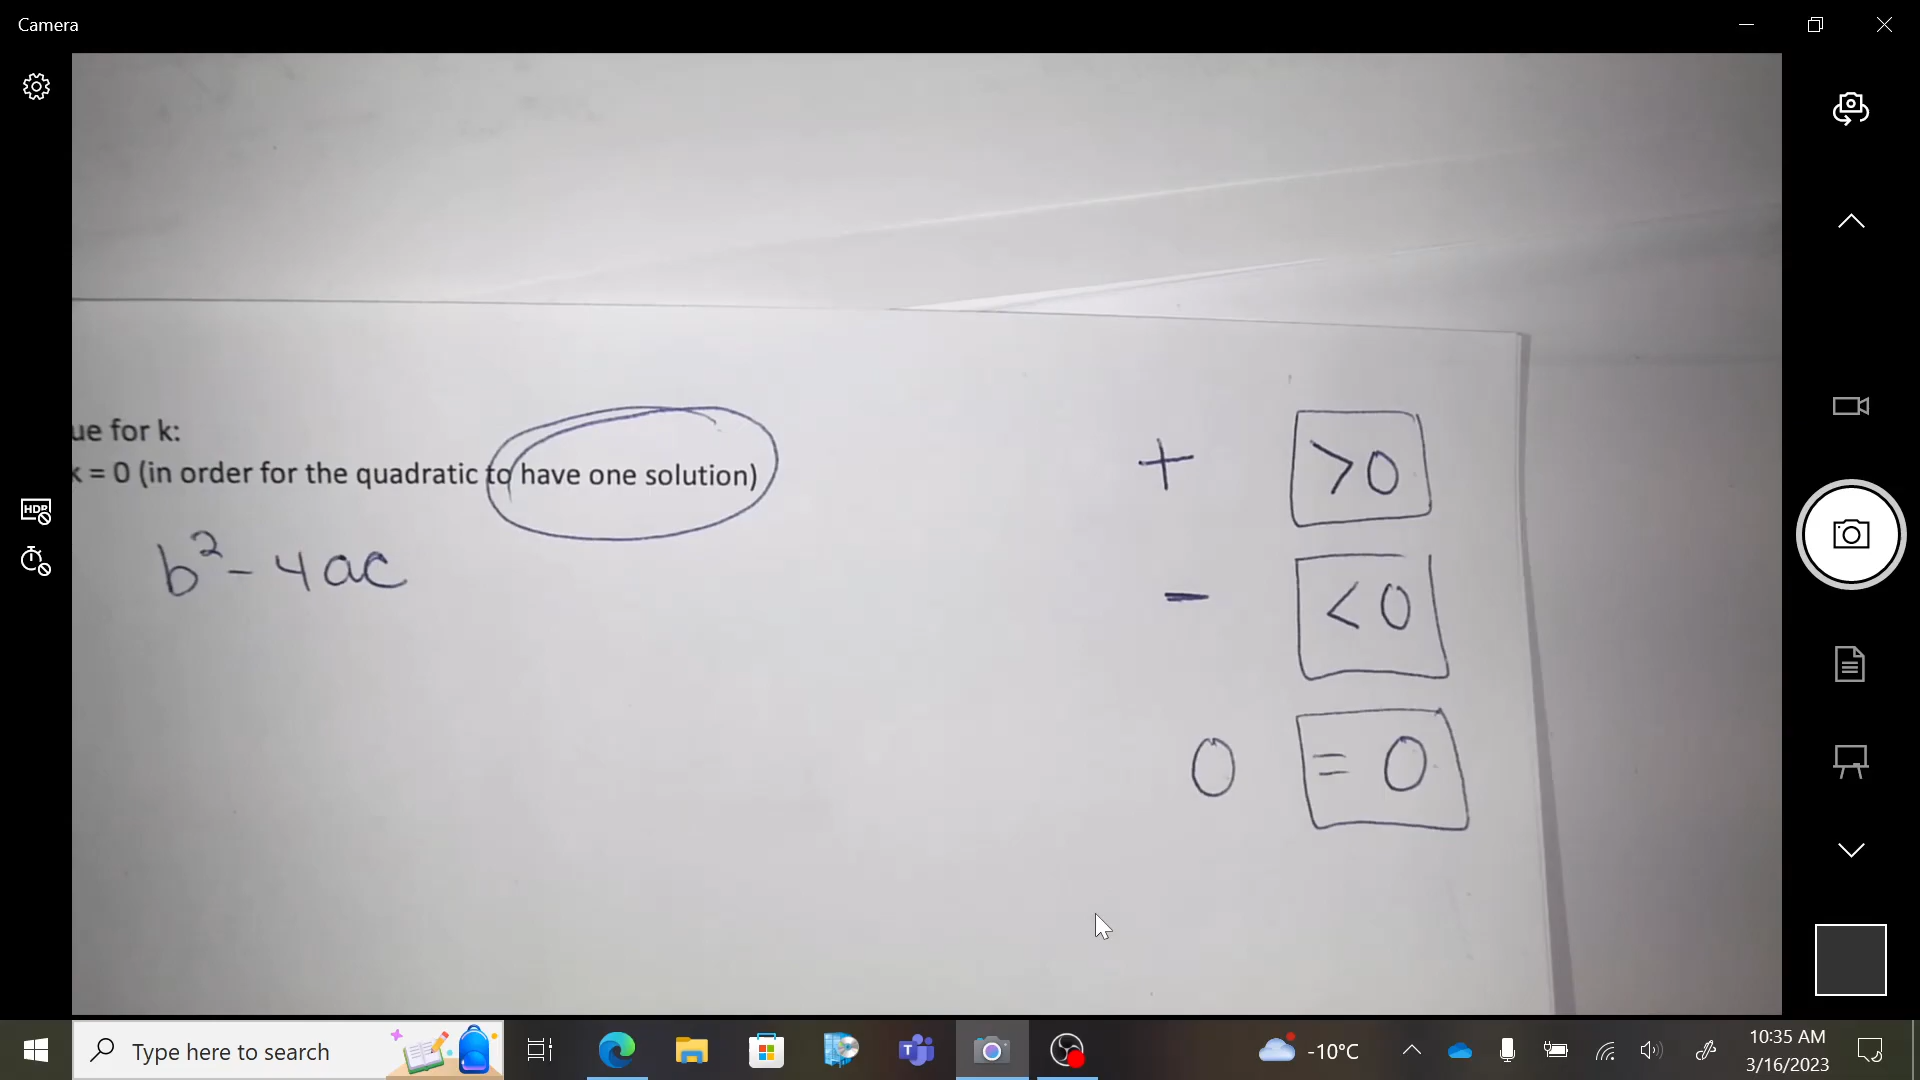 Camera
ue for k:
k = 0 (in order for the quadratic to have one solution)
b² - 4ac
+ >0
- <0
0 = 0
Type here to search
-10°C
10:35 AM
3/16/2023